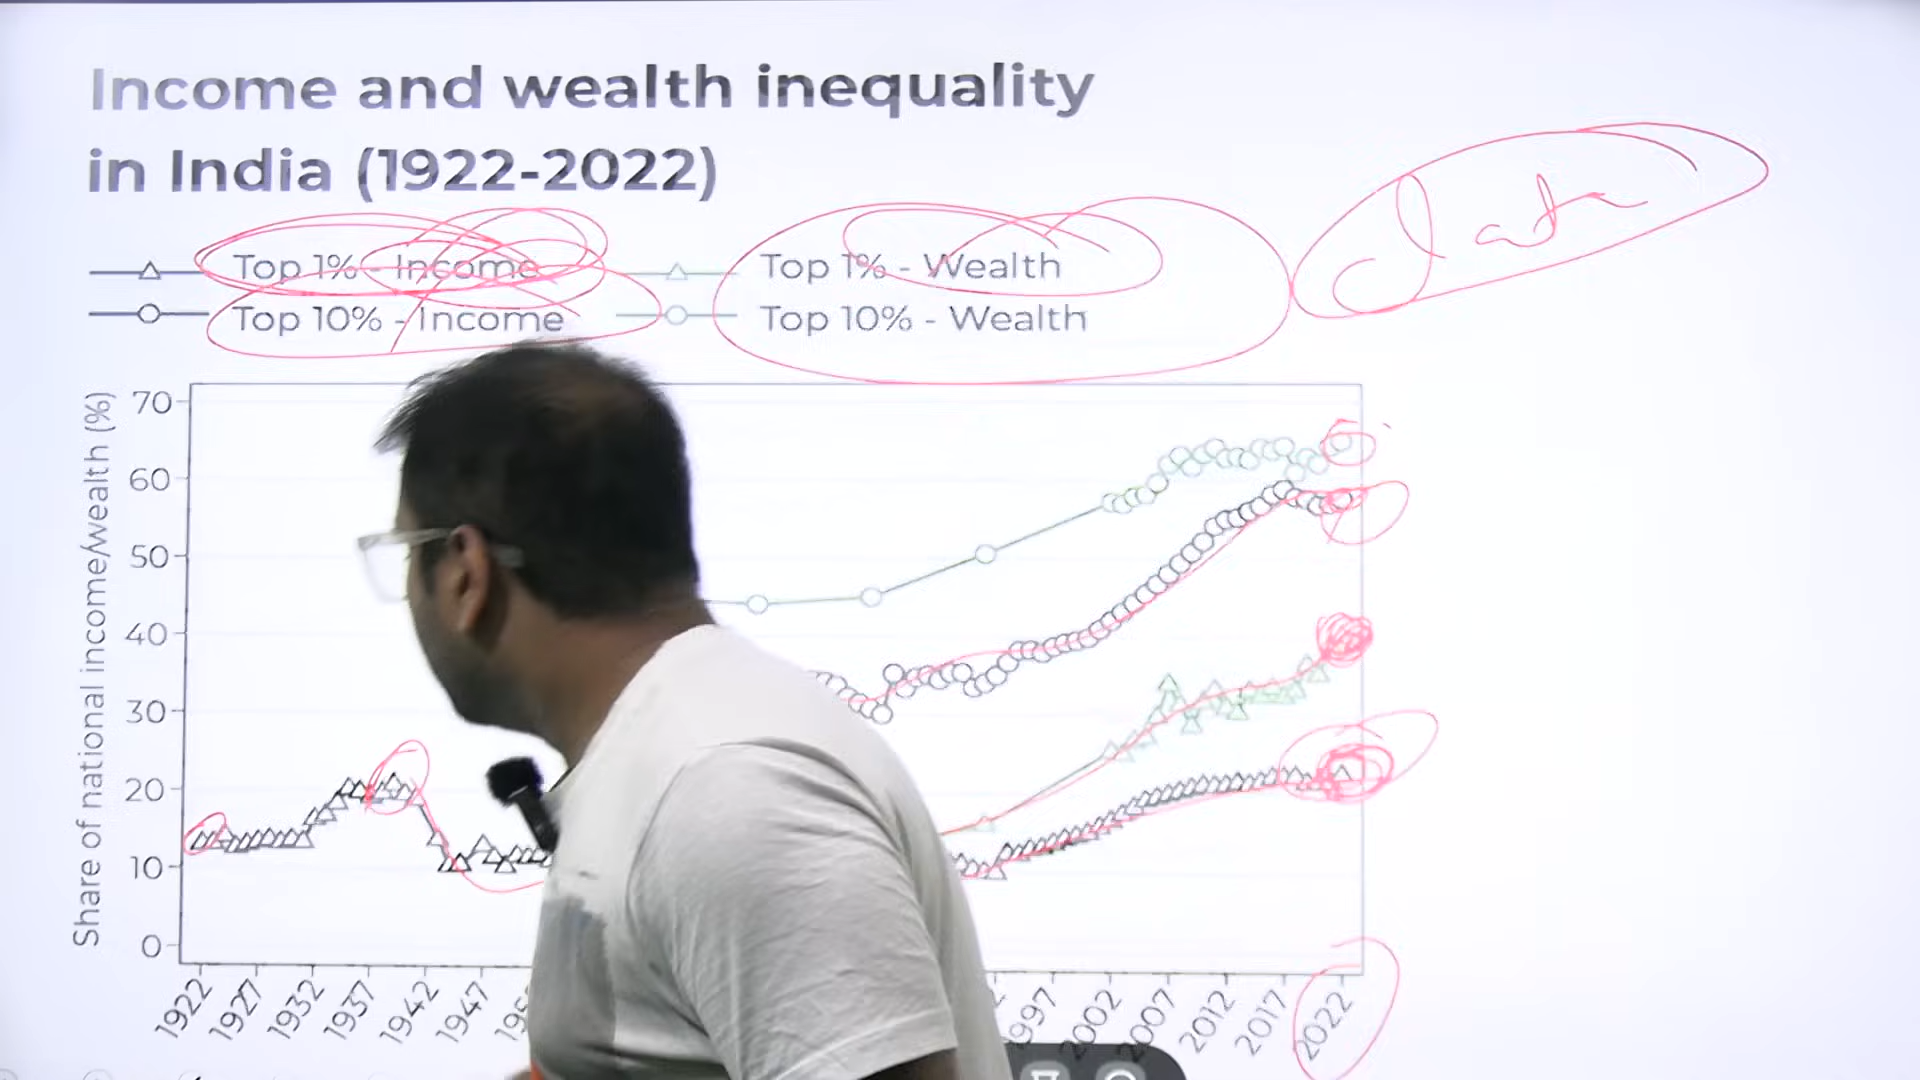 Income and wealth inequality
in India (1922-2022)
Top 1% - Income
Top 1% - Wealth
Top 10% - Income
Top 10% - Wealth
data
Share of national income/wealth (%)
70
60
50
40
30
20
10
0
1922
1927
1932
1937
1942
1947
1997
2002
2007
2012
2017
2022